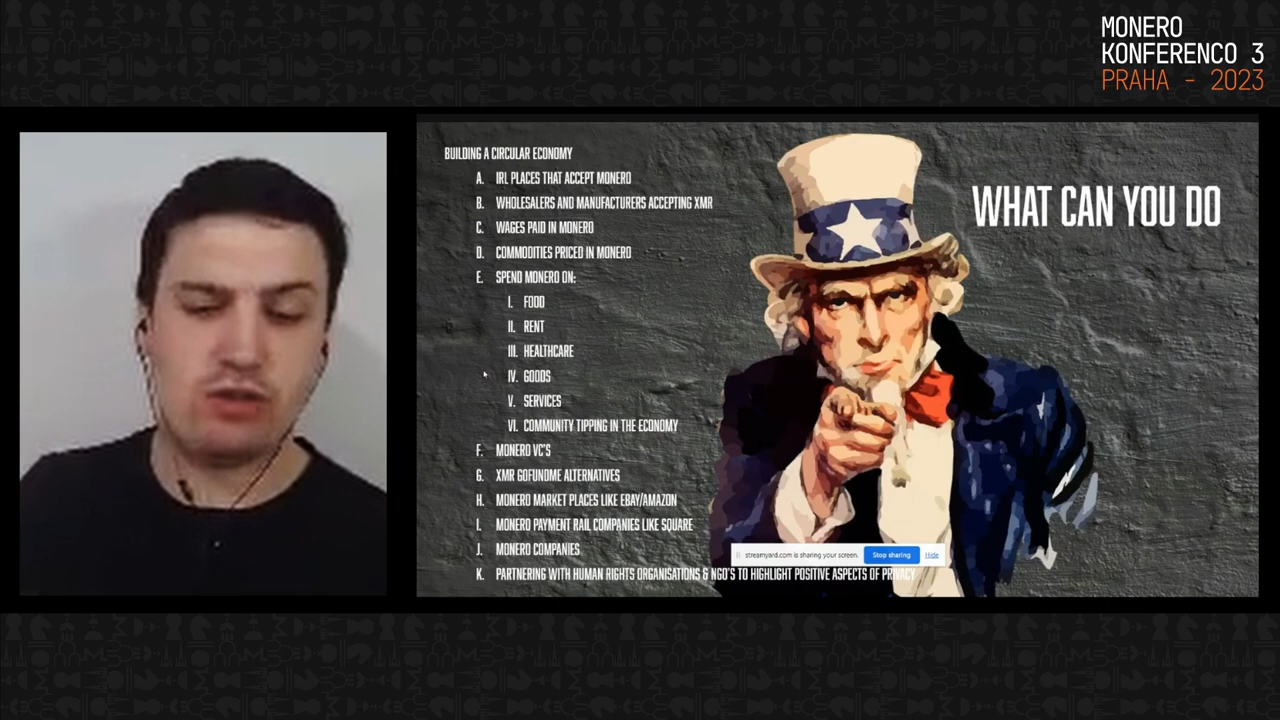 MONERO
KONFERENCO 3
PRAHA - 2023
WHAT CAN YOU DO
BUILDING A CIRCULAR ECONOMY
A. IRL PLACES THAT ACCEPT MONERO
B. WHOLESALERS AND MANUFACTURERS ACCEPTING XMR
C. WAGES PAID IN MONERO
D. COMMODITIES PRICED IN MONERO
E. SPEND MONERO ON:
I. FOOD
II. RENT
III. HEALTHCARE
IV. GOODS
V. SERVICES
VI. COMMUNITY TIPPING IN THE ECONOMY
F. MONERO VC'S
G. XMR GOFUNDME ALTERNATIVES
H. MONERO MARKET PLACES LIKE EBAY/AMAZON
I. MONERO PAYMENT RAIL COMPANIES LIKE SQUARE
J. MONERO COMPANIES
K. PARTNERING WITH HUMAN RIGHTS ORGANISATIONS & NGO'S TO HIGHLIGHT POSITIVE ASPECTS OF PRIVACY
streamyard.com is sharing your screen. Stop sharing Hide